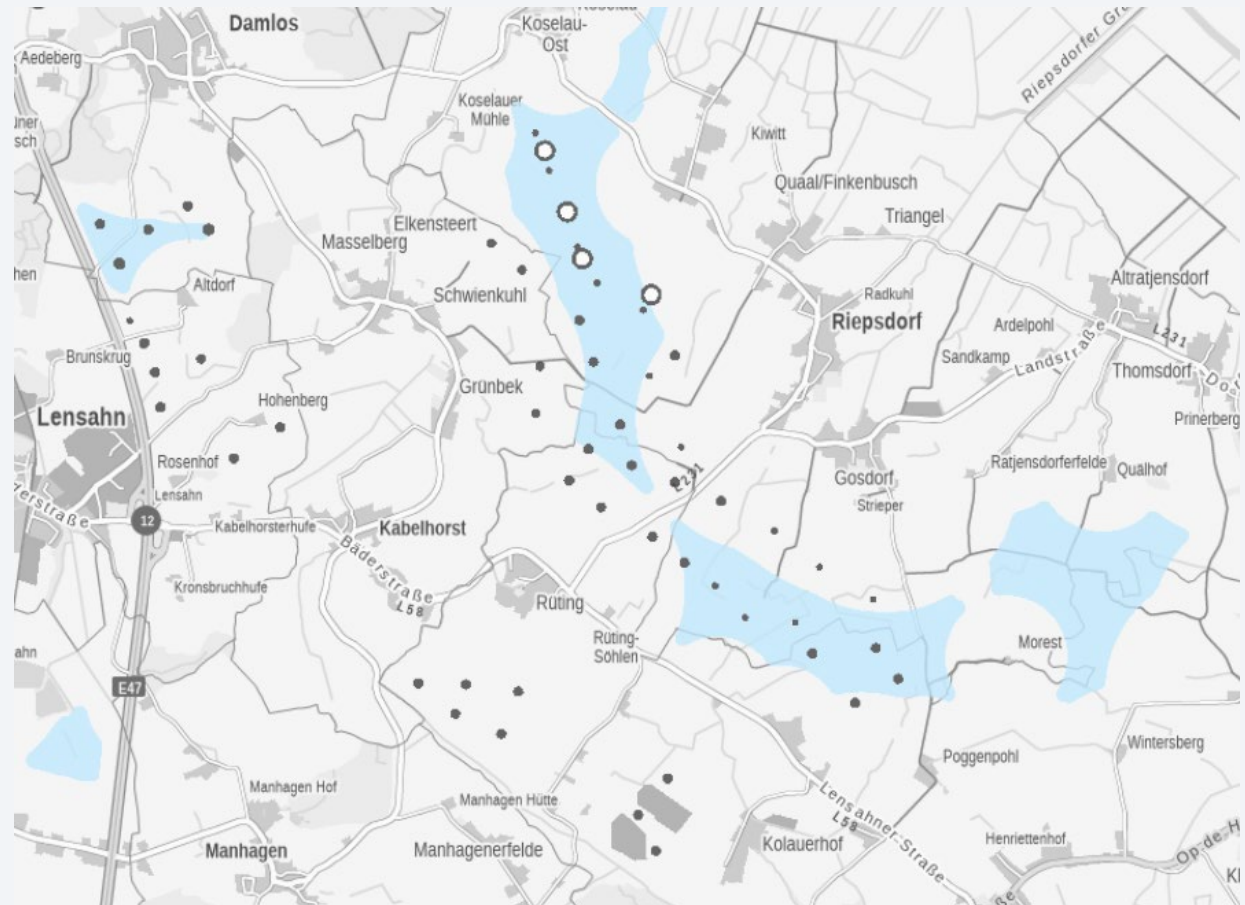 Damlos
Koselau-
Ost
Aedeberg
Riepsdorfer Gra
Koselauer
Mühle
Kiwitt
Quaal/Finkenbusch
Triangel
Elkensteert
Masselberg
Altdorf
Schwienkuhl
Altratjensdorf
Radkuhl
Riepsdorf
Ardelpohl
L231
Sandkamp
Landstraße
Thomsdorf
Brunskrug
Grünbek
Hohenberg
Lensahn
Prinerberg
Rosenhof
Ratjensdorferfelde
Qualhof
Gosdorf
L231
Lensahn
Strieper
12
Kabelhorsterhufe
Kabelhorst
Bäderstraße
L58
Kronsbruchhufe
Rüting
Rüting-
Söhlen
Morest
E47
Wintersberg
Poggenpohl
Manhagen Hof
Manhagen Hütte
Lensahner-Straße
L58
Manhagen
Manhagenerfelde
Kolauerhof
Henriettenhof
Op-de-H